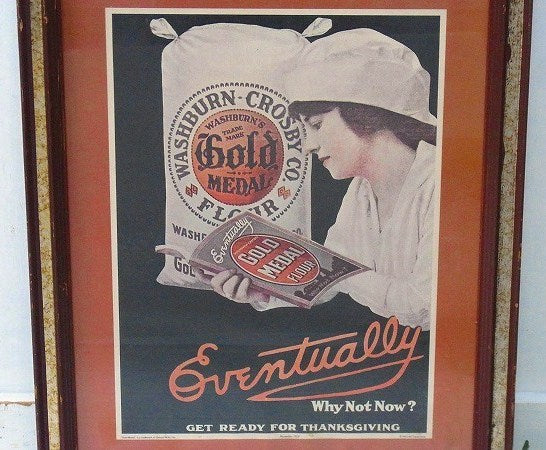 WASHBURN-CROSBY CO.
WASHBURN'S
TRADE
MARK
Gold
MEDAL
FLOUR
Eventually
GOLD
MEDAL
FLOUR
Eventually
Why Not Now?
GET READY FOR THANKSGIVING